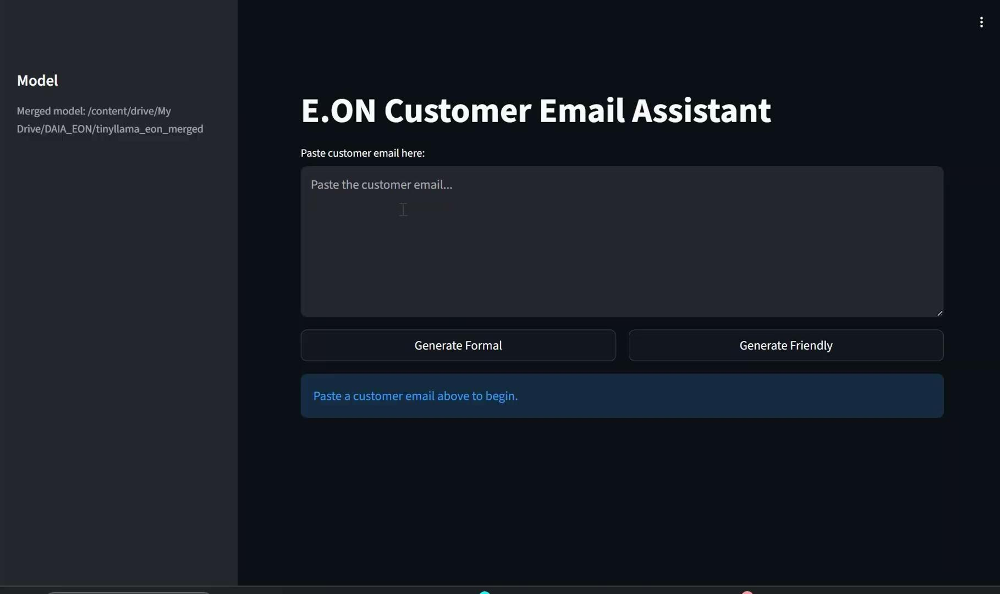 Model
Merged model: /content/drive/My
Drive/DAIA_EON/tinyllama_eon_merged
E.ON Customer Email Assistant
Paste customer email here:
Paste the customer email...
Generate Formal
Generate Friendly
Paste a customer email above to begin.